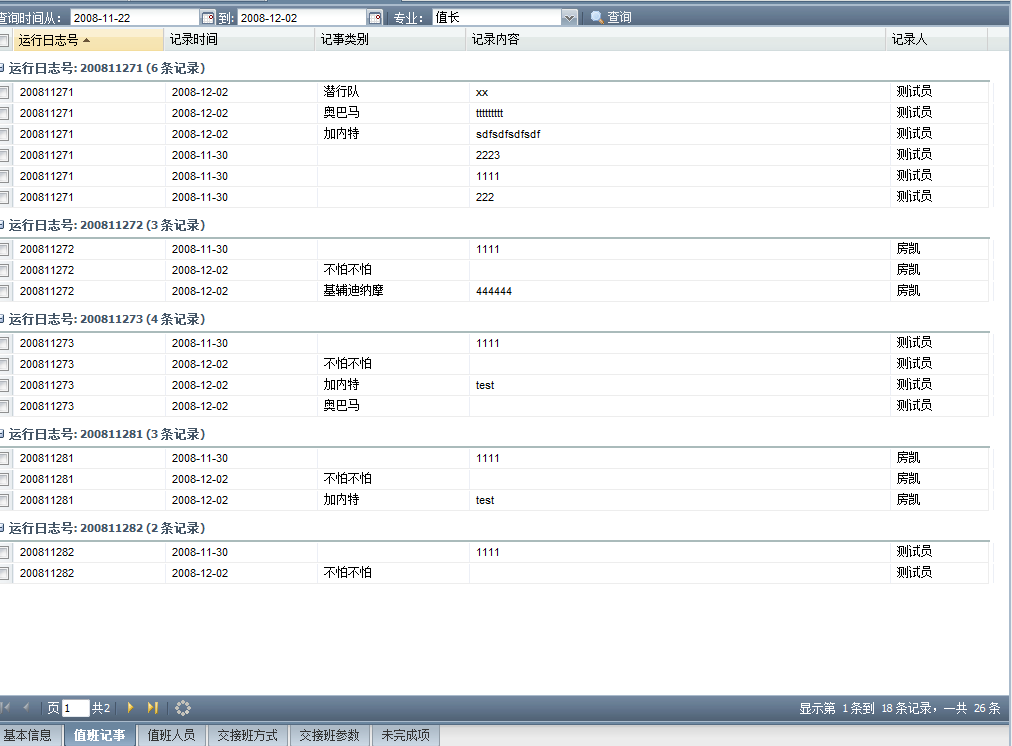 查询时间从: 2008-11-22 到: 2008-12-02 专业: 值长 查询
运行日志号 记录时间 记事类别 记录内容 记录人
运行日志号: 200811271 (6 条记录)
200811271 2008-12-02 潜行队 xx 测试员
200811271 2008-12-02 奥巴马 ttttttttt 测试员
200811271 2008-12-02 加内特 sdfsdfsdfsdf 测试员
200811271 2008-11-30 2223 测试员
200811271 2008-11-30 1111 测试员
200811271 2008-11-30 222 测试员
运行日志号: 200811272 (3 条记录)
200811272 2008-11-30 1111 房凯
200811272 2008-12-02 不怕不怕 房凯
200811272 2008-12-02 基辅迪纳摩 444444 房凯
运行日志号: 200811273 (4 条记录)
200811273 2008-11-30 1111 测试员
200811273 2008-12-02 不怕不怕 测试员
200811273 2008-12-02 加内特 test 测试员
200811273 2008-12-02 奥巴马 测试员
运行日志号: 200811281 (3 条记录)
200811281 2008-11-30 1111 房凯
200811281 2008-12-02 不怕不怕 房凯
200811281 2008-12-02 加内特 test 房凯
运行日志号: 200811282 (2 条记录)
200811282 2008-11-30 1111 测试员
200811282 2008-12-02 不怕不怕 测试员
页 1 共2 显示第 1条到 18条记录，一共 26条
基本信息 值班记事 值班人员 交接班方式 交接班参数 未完成项